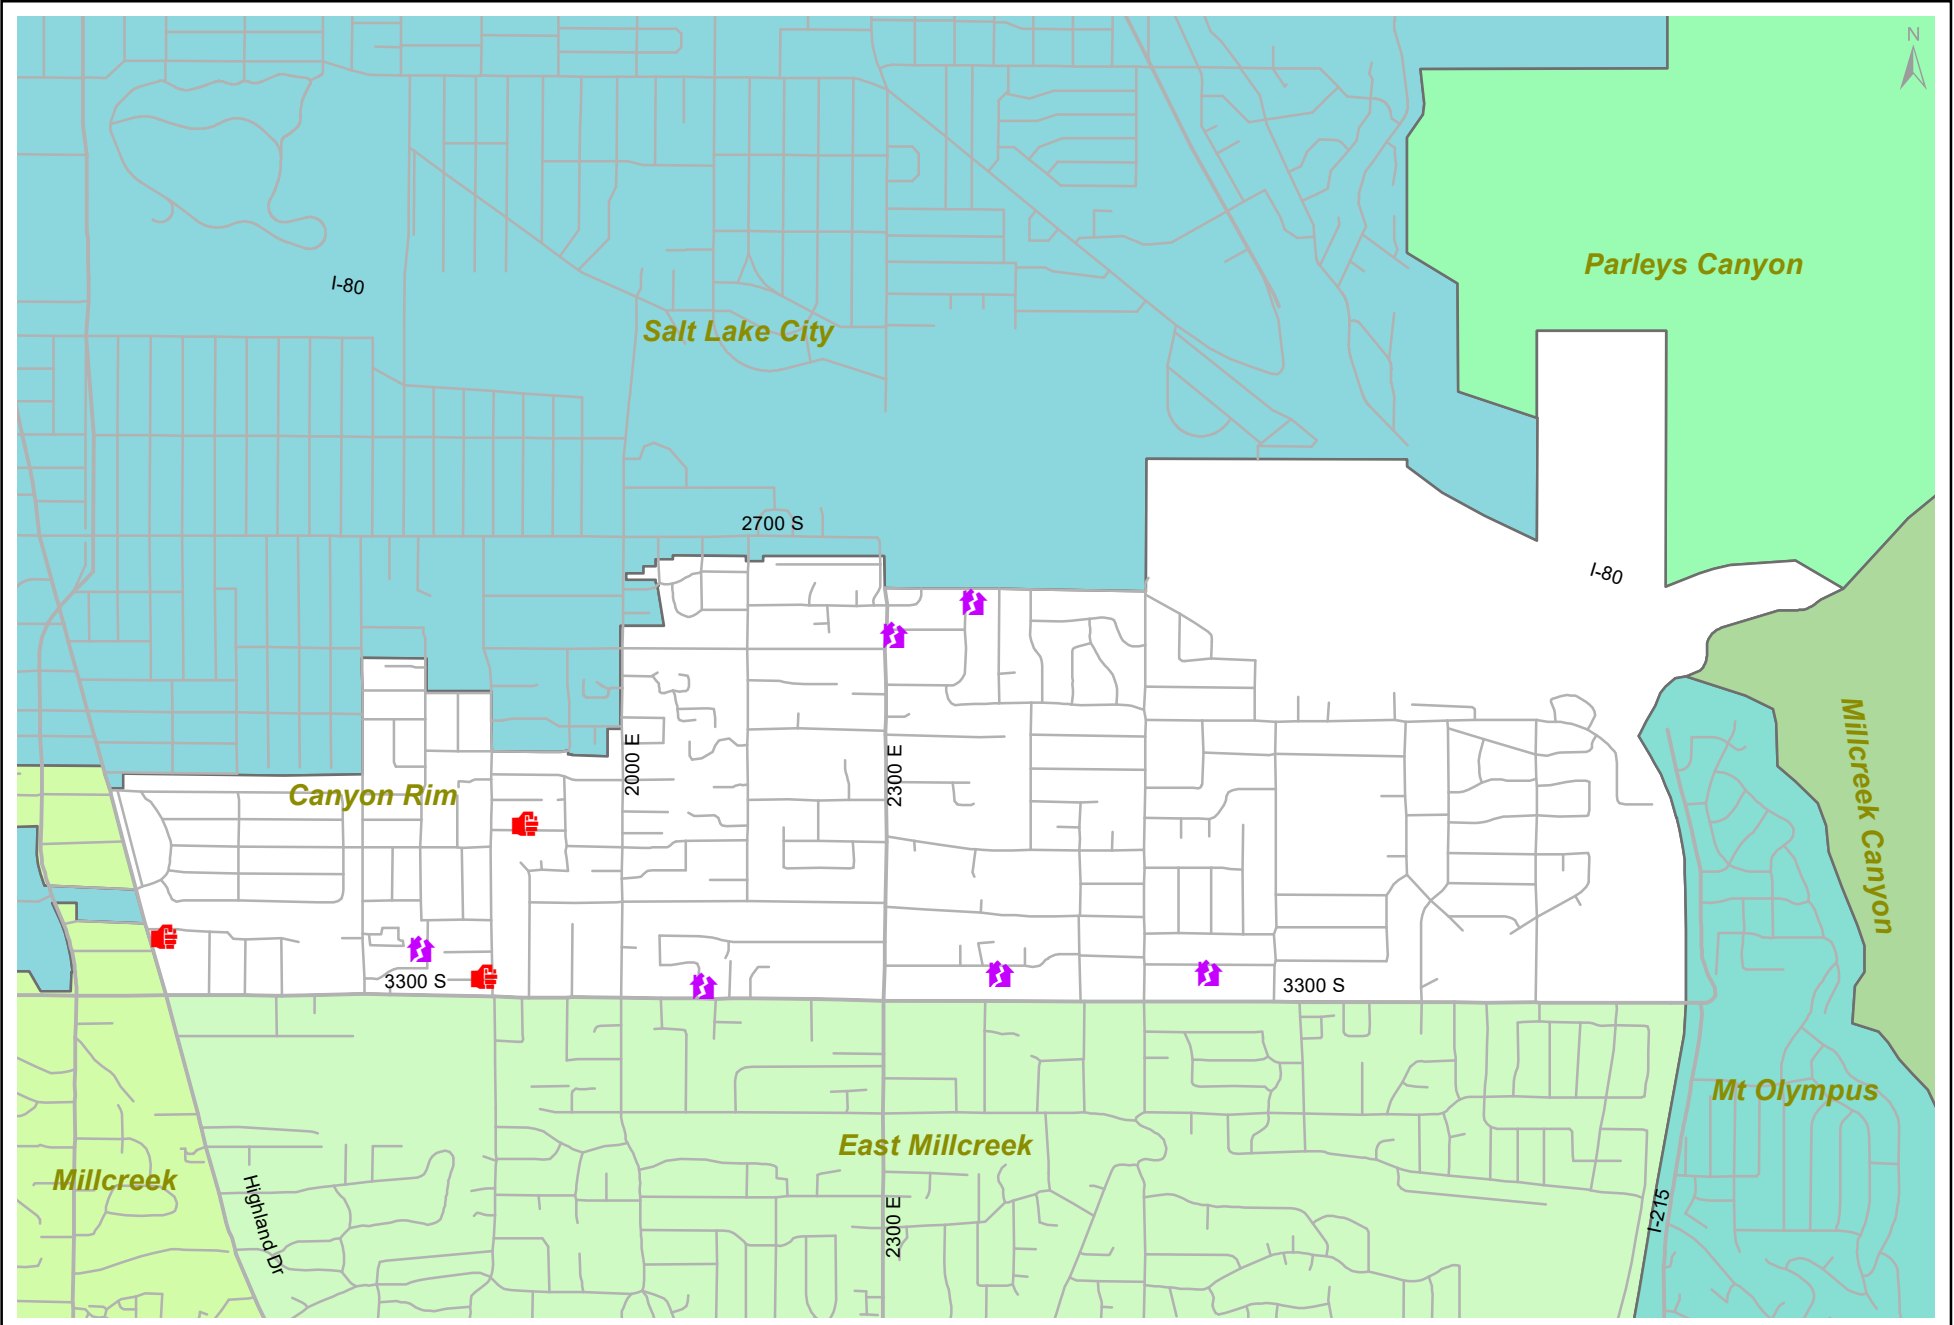 N
Parleys Canyon
I-80
Salt Lake City
2700 S
I-80
Canyon Rim
2000 E
2300 E
Millcreek Canyon
3300 S
3300 S
Mt Olympus
East Millcreek
Millcreek
Highland Dr
2300 E
I-215